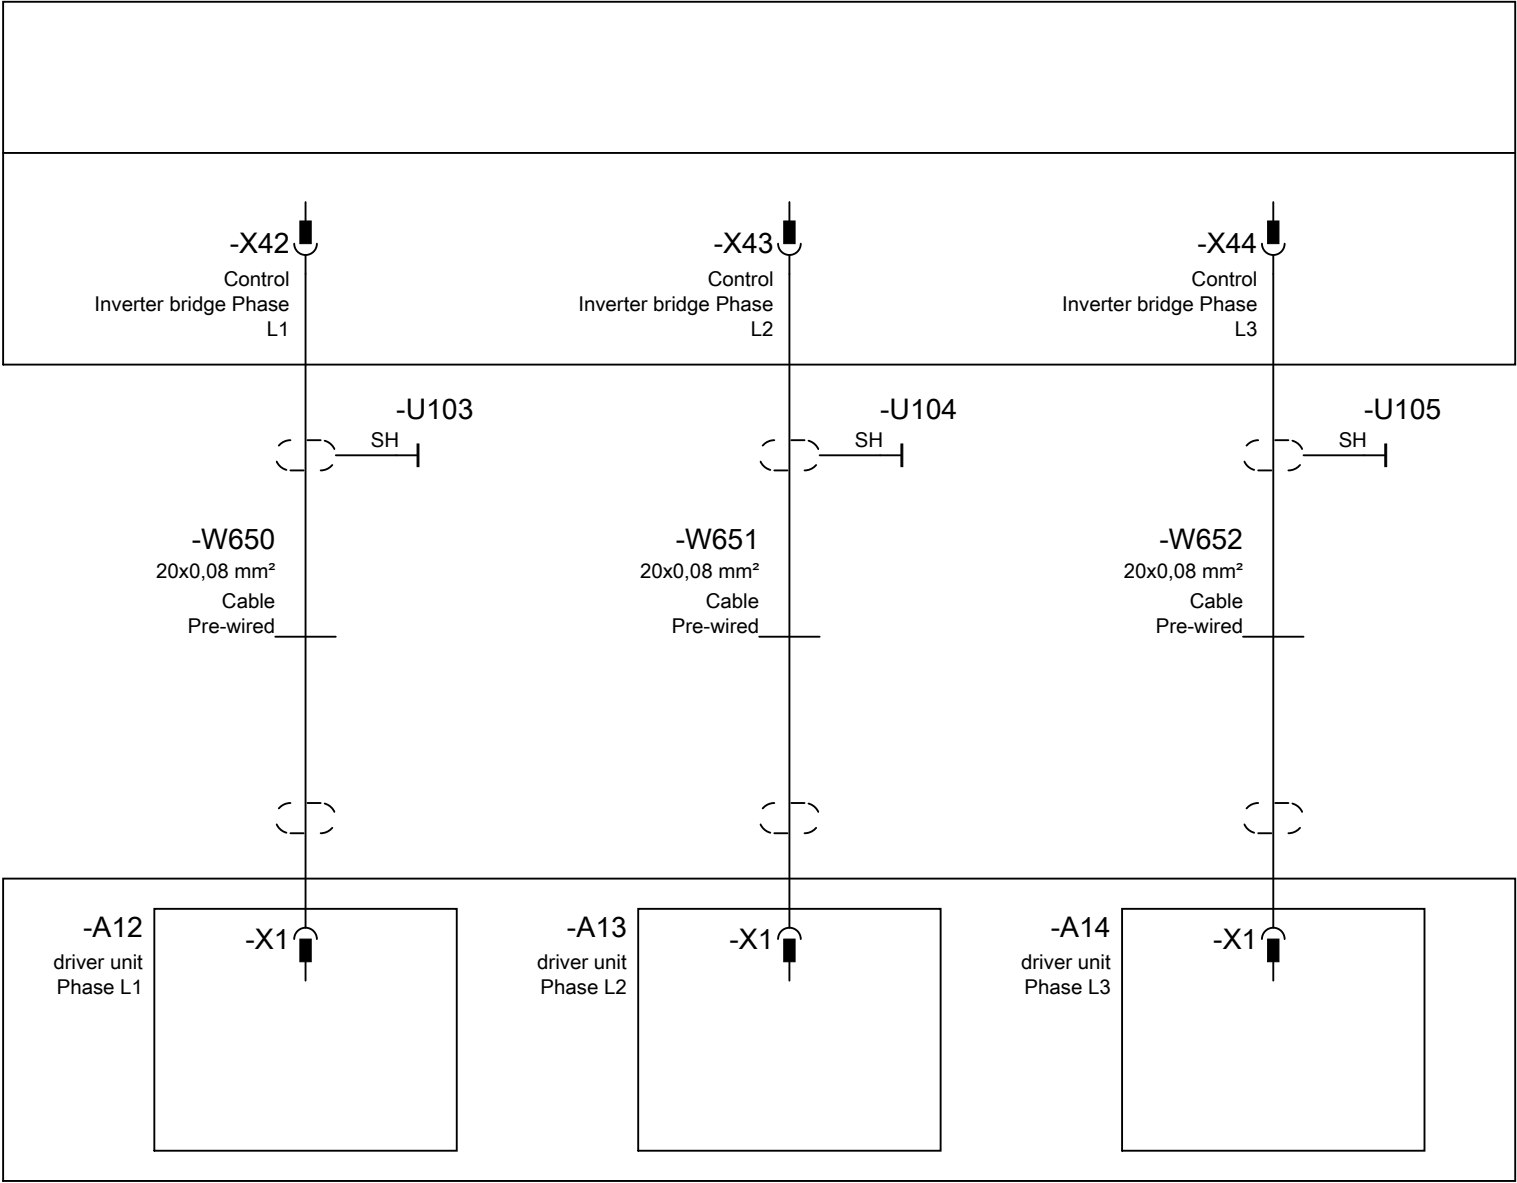 -X42
Control
Inverter bridge Phase
L1
-X43
Control
Inverter bridge Phase
L2
-X44
Control
Inverter bridge Phase
L3
-U103
SH
-U104
SH
-U105
SH
-W650
20x0,08 mm²
Cable
Pre-wired
-W651
20x0,08 mm²
Cable
Pre-wired
-W652
20x0,08 mm²
Cable
Pre-wired
-A12
driver unit
Phase L1
-X1
-A13
driver unit
Phase L2
-X1
-A14
driver unit
Phase L3
-X1